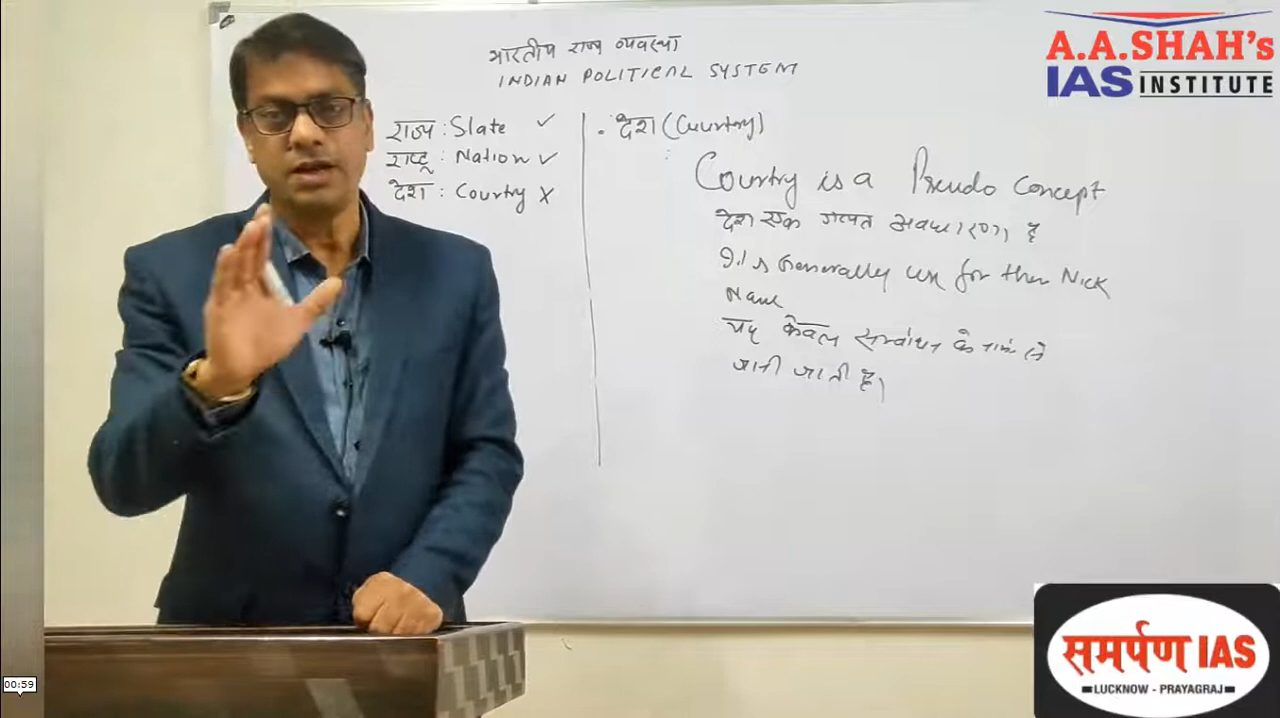 भारतीय राज्य व्यवस्था
INDIAN POLITICAL SYSTEM
राज्य : State ✓
राष्ट्र : Nation ✓
देश : Country X
• देश (Country)
Country is a Pseudo Concept
देश एक गलत अवधारणा है
It is Generally use for then Nick
Name
यह केवल सम्बोधन के नाम से
जानी जाती है।
A.A.SHAH's
IAS INSTITUTE
समर्पण IAS
LUCKNOW - PRAYAGRAJ
00:59